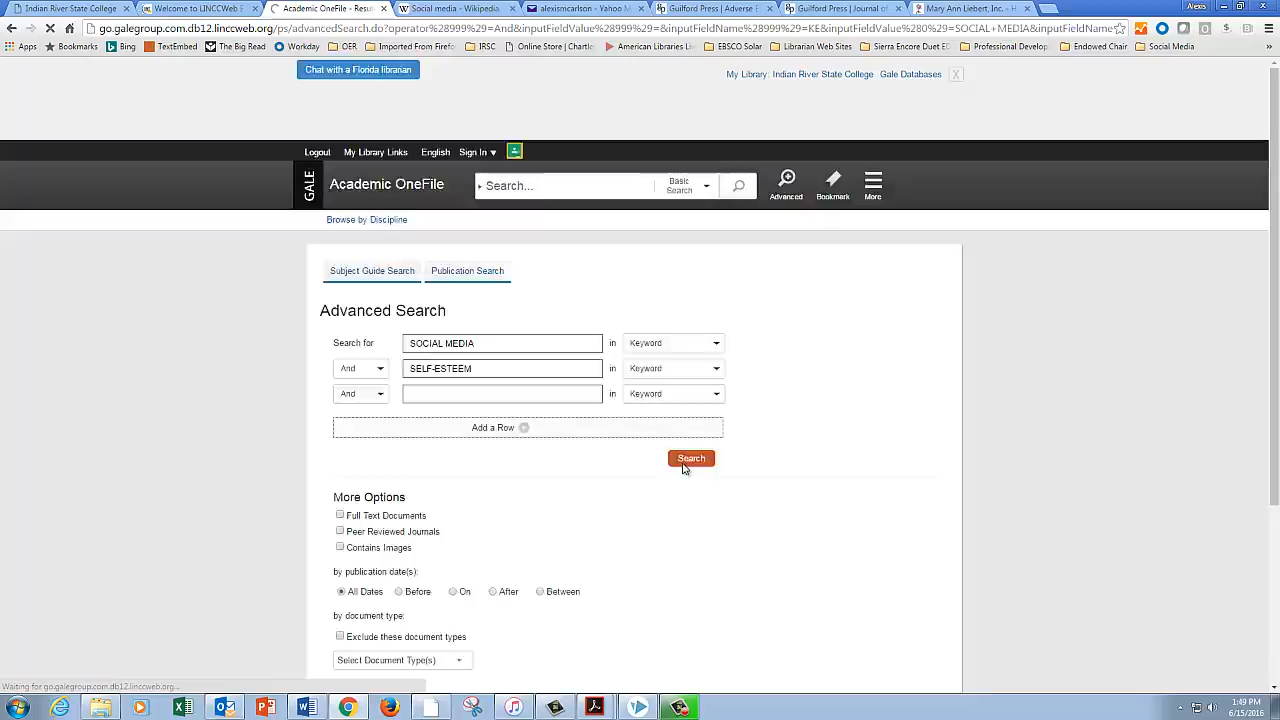 Indian River State College
Welcome to LINCCWeb E
Academic OneFile - Resu
Social media - Wikipedia,
alexismcarlson - Yahoo M
Guilford Press | Adverse E
Guilford Press | Journal of
Mary Ann Liebert, Inc. - H
Alexis
go.galegroup.com.db12.linccweb.org/ps/advancedSearch.do?operator%28999%29=And&inputFieldValue%28999%29=&inputFieldName%28999%29=KE&inputFieldValue%280%29=SOCIAL+MEDIA&inputFieldName
Apps
Bookmarks
Bing
TextEmbed
The Big Read
Workday
OER
Imported From Firefox
IRSC
Online Store | Chartle
American Libraries Li
EBSCO Solar
Librarian Web Sites
Sierra Encore Duet ED
Professional Develop
Endowed Chair
Social Media
Chat with a Florida librarian
My Library: Indian River State College Gale Databases X
Logout My Library Links English Sign In
GALE
Academic OneFile
Search...
Basic
Search
Advanced
Bookmark
More
Browse by Discipline
Subject Guide Search Publication Search
Advanced Search
Search for SOCIAL MEDIA in Keyword
And SELF-ESTEEM in Keyword
And in Keyword
Add a Row
Search
More Options
Full Text Documents
Peer Reviewed Journals
Contains Images
by publication date(s):
All Dates Before On After Between
by document type:
Exclude these document types
Select Document Type(s)
Waiting for go.galegroup.com.db12.linccweb.org...
1:49 PM
6/15/2016